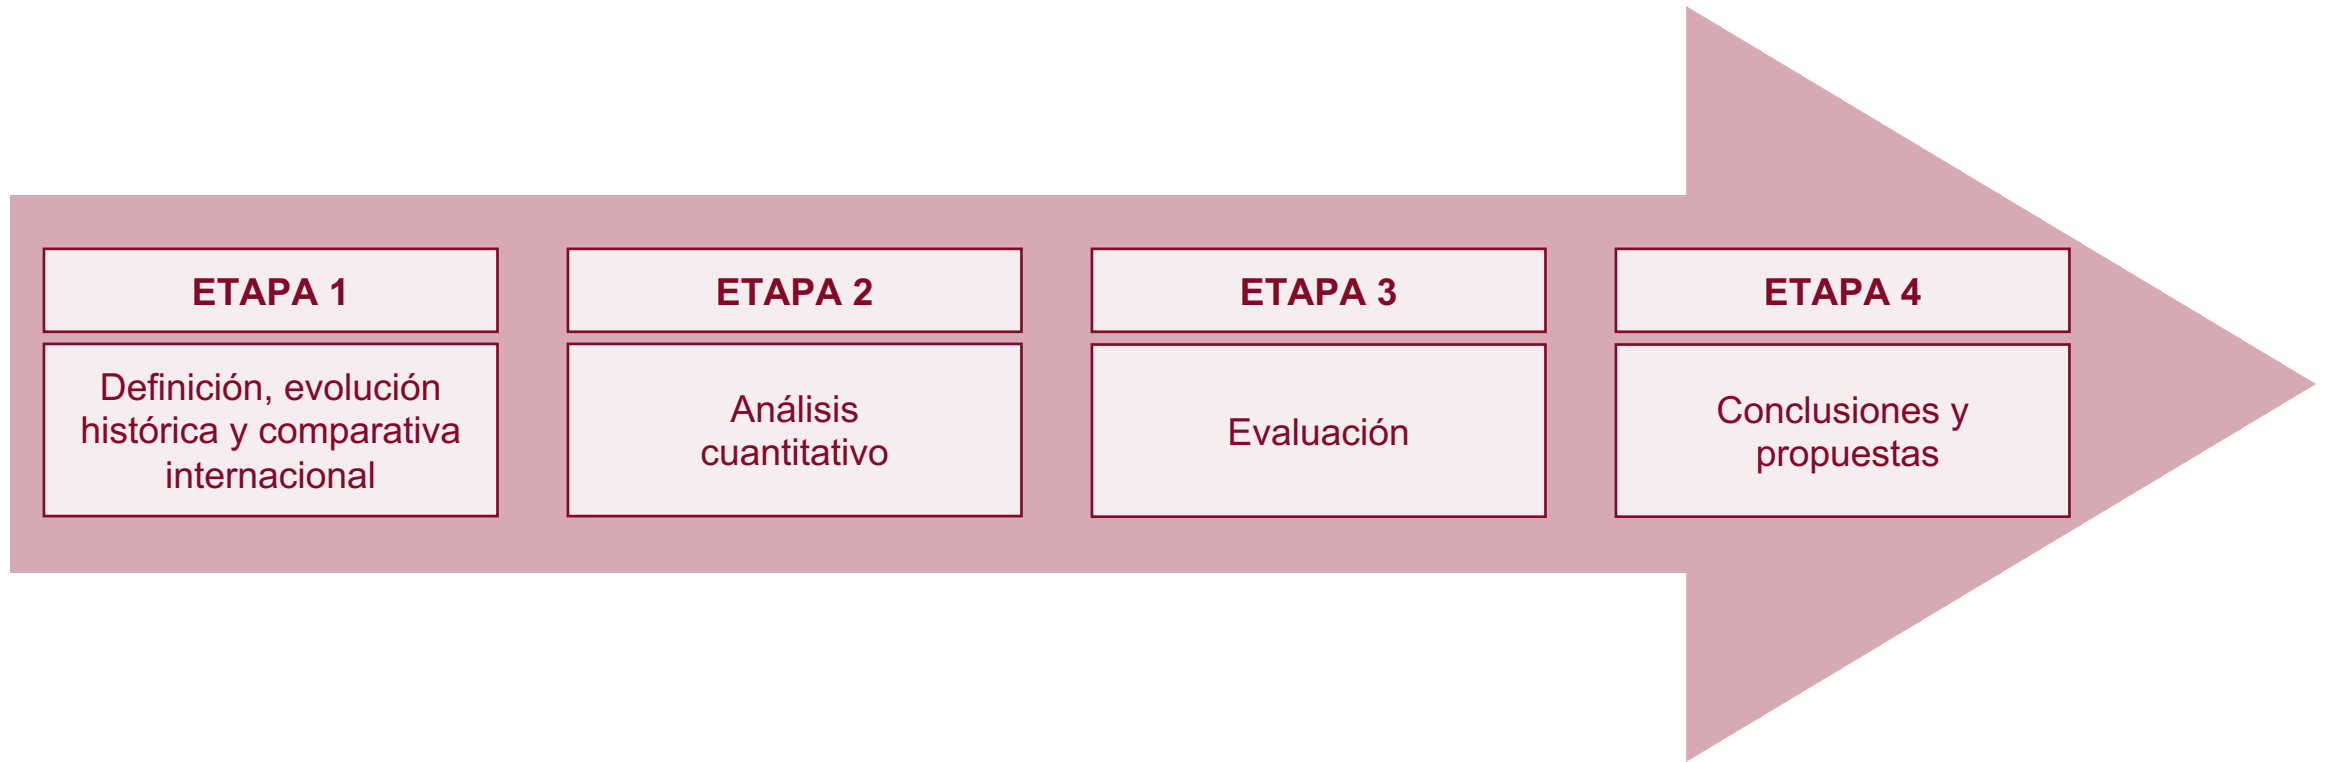 ETAPA 1
Definición, evolución
histórica y comparativa
internacional
ETAPA 2
Análisis
cuantitativo
ETAPA 3
Evaluación
ETAPA 4
Conclusiones y
propuestas